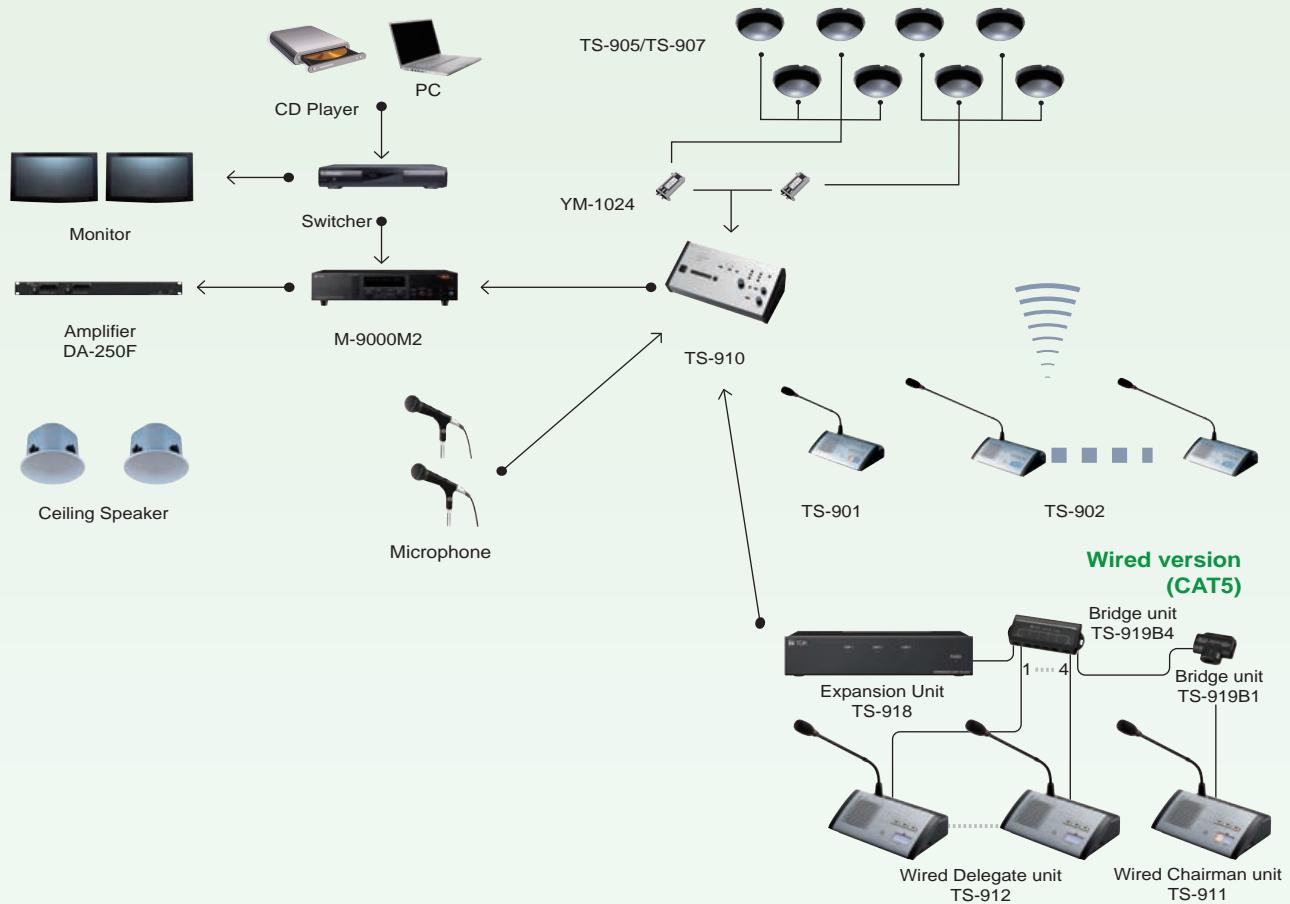 TS-905/TS-907
PC
CD Player
YM-1024
Monitor
Switcher
Amplifier
DA-250F
M-9000M2
TS-910
TS-901
TS-902
Ceiling Speaker
Microphone
Wired version
(CAT5)
Bridge unit
TS-919B4
1
4
Bridge unit
TS-919B1
TOA
Expansion Unit
TS-918
Wired Delegate unit
TS-912
Wired Chairman unit
TS-911